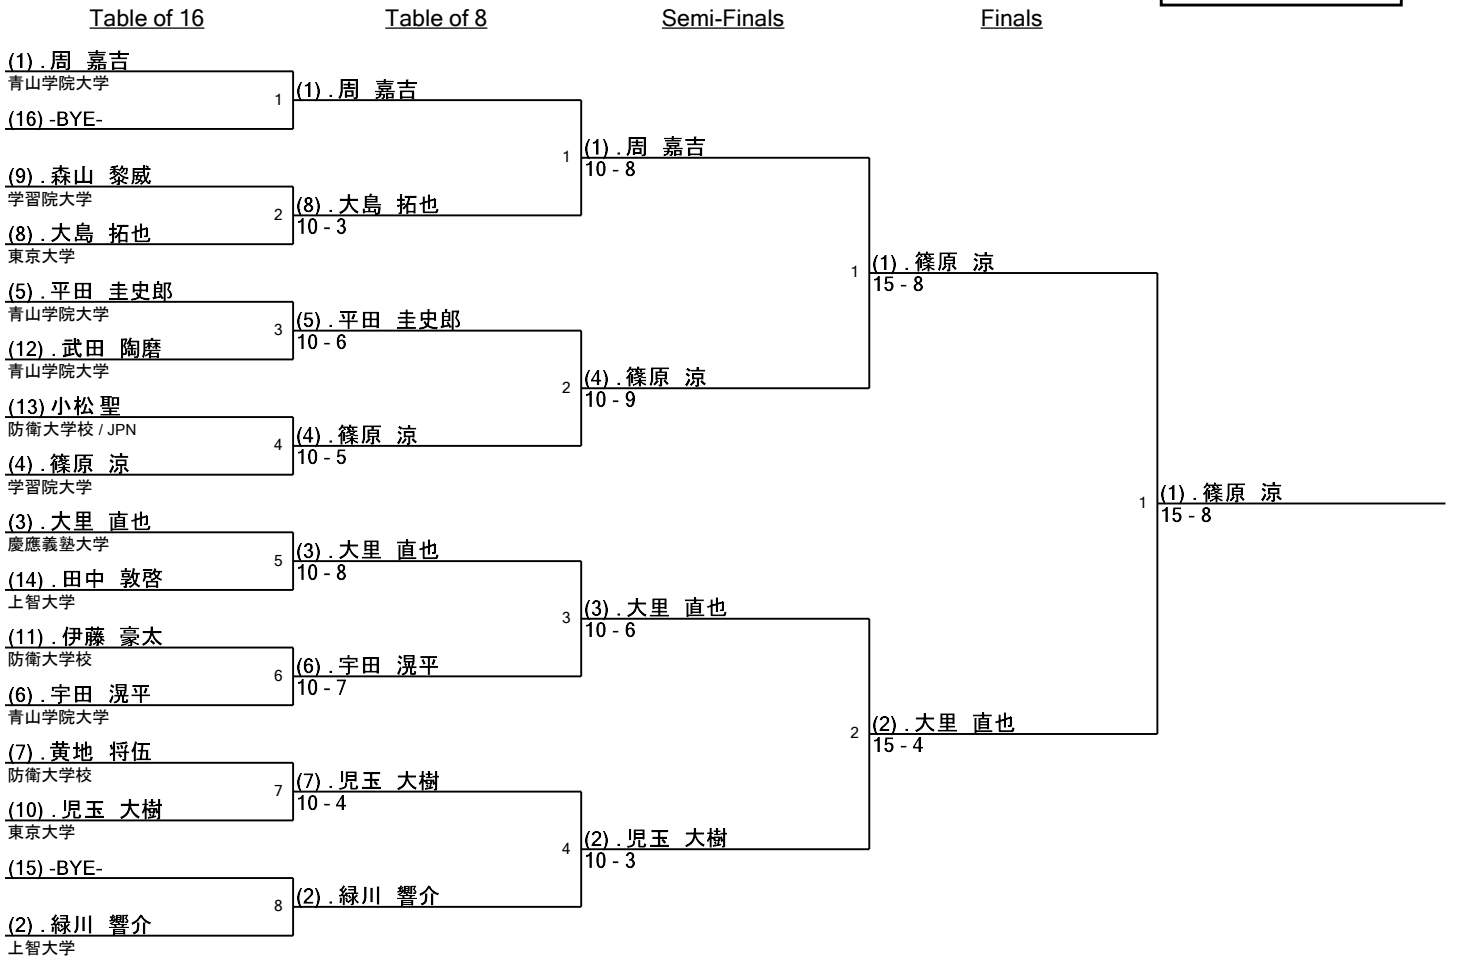 Table of 16
Table of 8
Semi-Finals
Finals
(1) . 周 嘉吉
青山学院大学
(16) -BYE-
(9) . 森山 黎威
学習院大学
(8) . 大島 拓也
東京大学
(5) . 平田 圭史郎
青山学院大学
(12) . 武田 陶磨
青山学院大学
(13) 小松 聖
防衛大学校 / JPN
(4) . 篠原 涼
学習院大学
(3) . 大里 直也
慶應義塾大学
(14) . 田中 敦啓
上智大学
(11) . 伊藤 豪太
防衛大学校
(6) . 宇田 滉平
青山学院大学
(7) . 黄地 将伍
防衛大学校
(10) . 児玉 大樹
東京大学
(15) -BYE-
(2) . 緑川 響介
上智大学
1
(1) . 周 嘉吉
2
(8) . 大島 拓也
10 - 3
3
(5) . 平田 圭史郎
10 - 6
4
(4) . 篠原 涼
10 - 5
5
(3) . 大里 直也
10 - 8
6
(6) . 宇田 滉平
10 - 7
7
(7) . 児玉 大樹
10 - 4
8
(2) . 緑川 響介
1
(1) . 周 嘉吉
10 - 8
2
(4) . 篠原 涼
10 - 9
3
(3) . 大里 直也
10 - 6
4
(2) . 児玉 大樹
10 - 3
1
(1) . 篠原 涼
15 - 8
2
(2) . 大里 直也
15 - 4
1
(1) . 篠原 涼
15 - 8